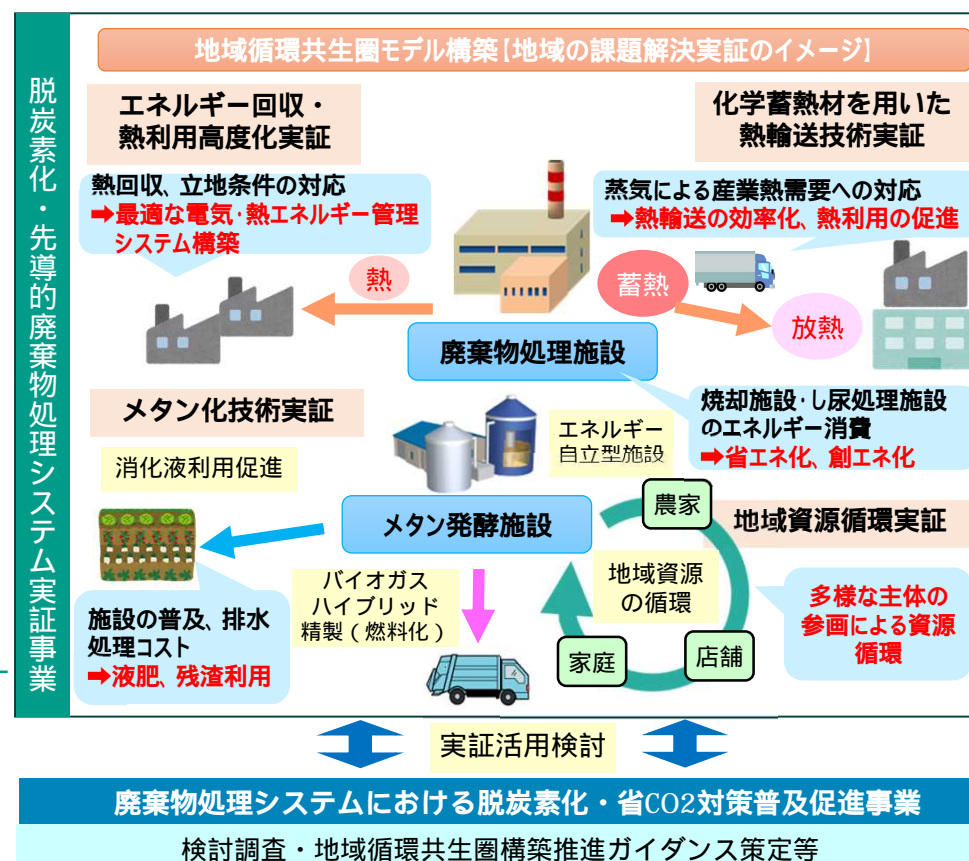 脱炭素化・先導的廃棄物処理システム実証事業
地域循環共生圏モデル構築【地域の課題解決実証のイメージ】
エネルギー回収・
熱利用高度化実証
熱回収、立地条件の対応
➡最適な電気・熱エネルギー管理
システム構築
熱
化学蓄熱材を用いた
熱輸送技術実証
蒸気による産業熱需要への対応
➡熱輸送の効率化、熱利用の促進
蓄熱
放熱
廃棄物処理施設
焼却施設・し尿処理施設
のエネルギー消費
➡省エネ化、創エネ化
メタン化技術実証
消化液利用促進
エネルギー
自立型施設
メタン発酵施設
施設の普及、排水
処理コスト
➡液肥、残渣利用
バイオガス
ハイブリッド
精製（燃料化）
地域資源循環実証
農家
地域資源
の循環
家庭
店舗
多様な主体の
参画による資源
循環
実証活用検討
廃棄物処理システムにおける脱炭素化・省CO2対策普及促進事業
検討調査・地域循環共生圏構築推進ガイダンス策定等